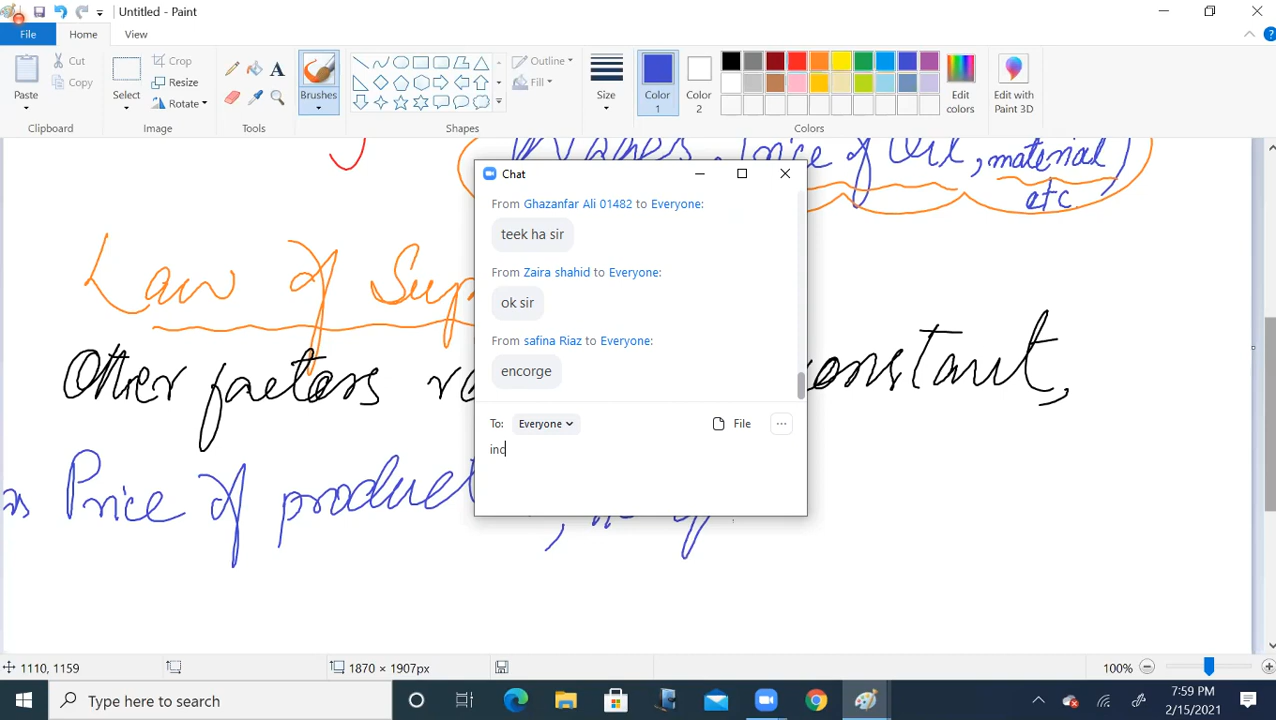 Untitled - Paint
File
Home
View
Paste
Cut
Copy
Clipboard
Select
Crop
Resize
Rotate
Image
Tools
Brushes
Outline
Fill
Shapes
Size
Color
1
Color
2
Edit
colors
Edit with
Paint 3D
Colors
Price of Oil, material
etc
Law of Sup
Other factors
constant,
Price of product
Chat
From Ghazanfar Ali 01482 to Everyone:
teek ha sir
From Zaira shahid to Everyone:
ok sir
From safina Riaz to Everyone:
encorge
To: Everyone
File
inc
1110, 1159
1870 × 1907px
100%
Type here to search
7:59 PM
2/15/2021